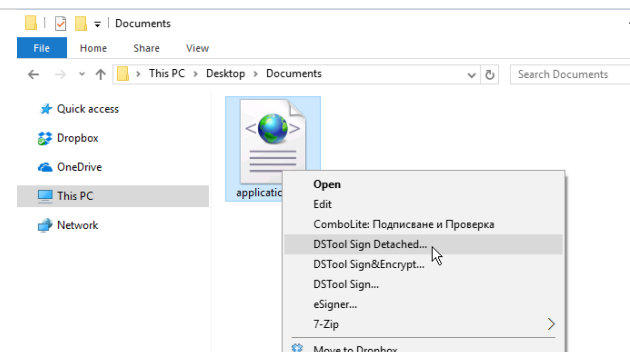 Documents
File Home Share View
This PC > Desktop > Documents
Search Documents
Quick access
Dropbox
OneDrive
This PC
Network
Open
Edit
ComboLite: Подписване и Проверка
DSTool Sign Detached...
DSTool Sign&Encrypt...
DSTool Sign...
eSigner...
7-Zip
Move to Dropbox